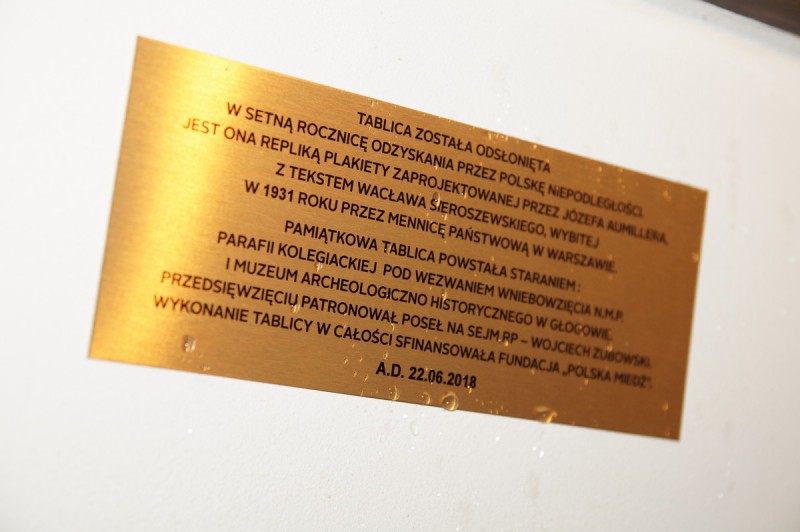 TABLICA ZOSTAŁA ODSŁONIĘTA
W SETNĄ ROCZNICĘ ODZYSKANIA PRZEZ POLSKĘ NIEPODLEGŁOŚCI.
JEST ONA REPLIKĄ PLAKIETY ZAPROJEKTOWANEJ PRZEZ JÓZEFA AUMILLERA,
Z TEKSTEM WACŁAWA SIEROSZEWSKIEGO, WYBITEJ
W 1931 ROKU PRZEZ MENNICĘ PAŃSTWOWĄ W WARSZAWIE.
PAMIĄTKOWA TABLICA POWSTAŁA STARANIEM :
PARAFII KOLEGIACKIEJ POD WEZWANIEM WNIEBOWZIĘCIA N.M.P.
I MUZEUM ARCHEOLOGICZNO HISTORYCZNEGO W GŁOGOWIE.
PRZEDSIĘWZIĘCIU PATRONOWAŁ POSEŁ NA SEJM RP – WOJCIECH ZUBOWSKI.
WYKONANIE TABLICY W CAŁOŚCI SFINANSOWAŁA FUNDACJA „POLSKA MIEDŹ”.
A.D. 22.06.2018